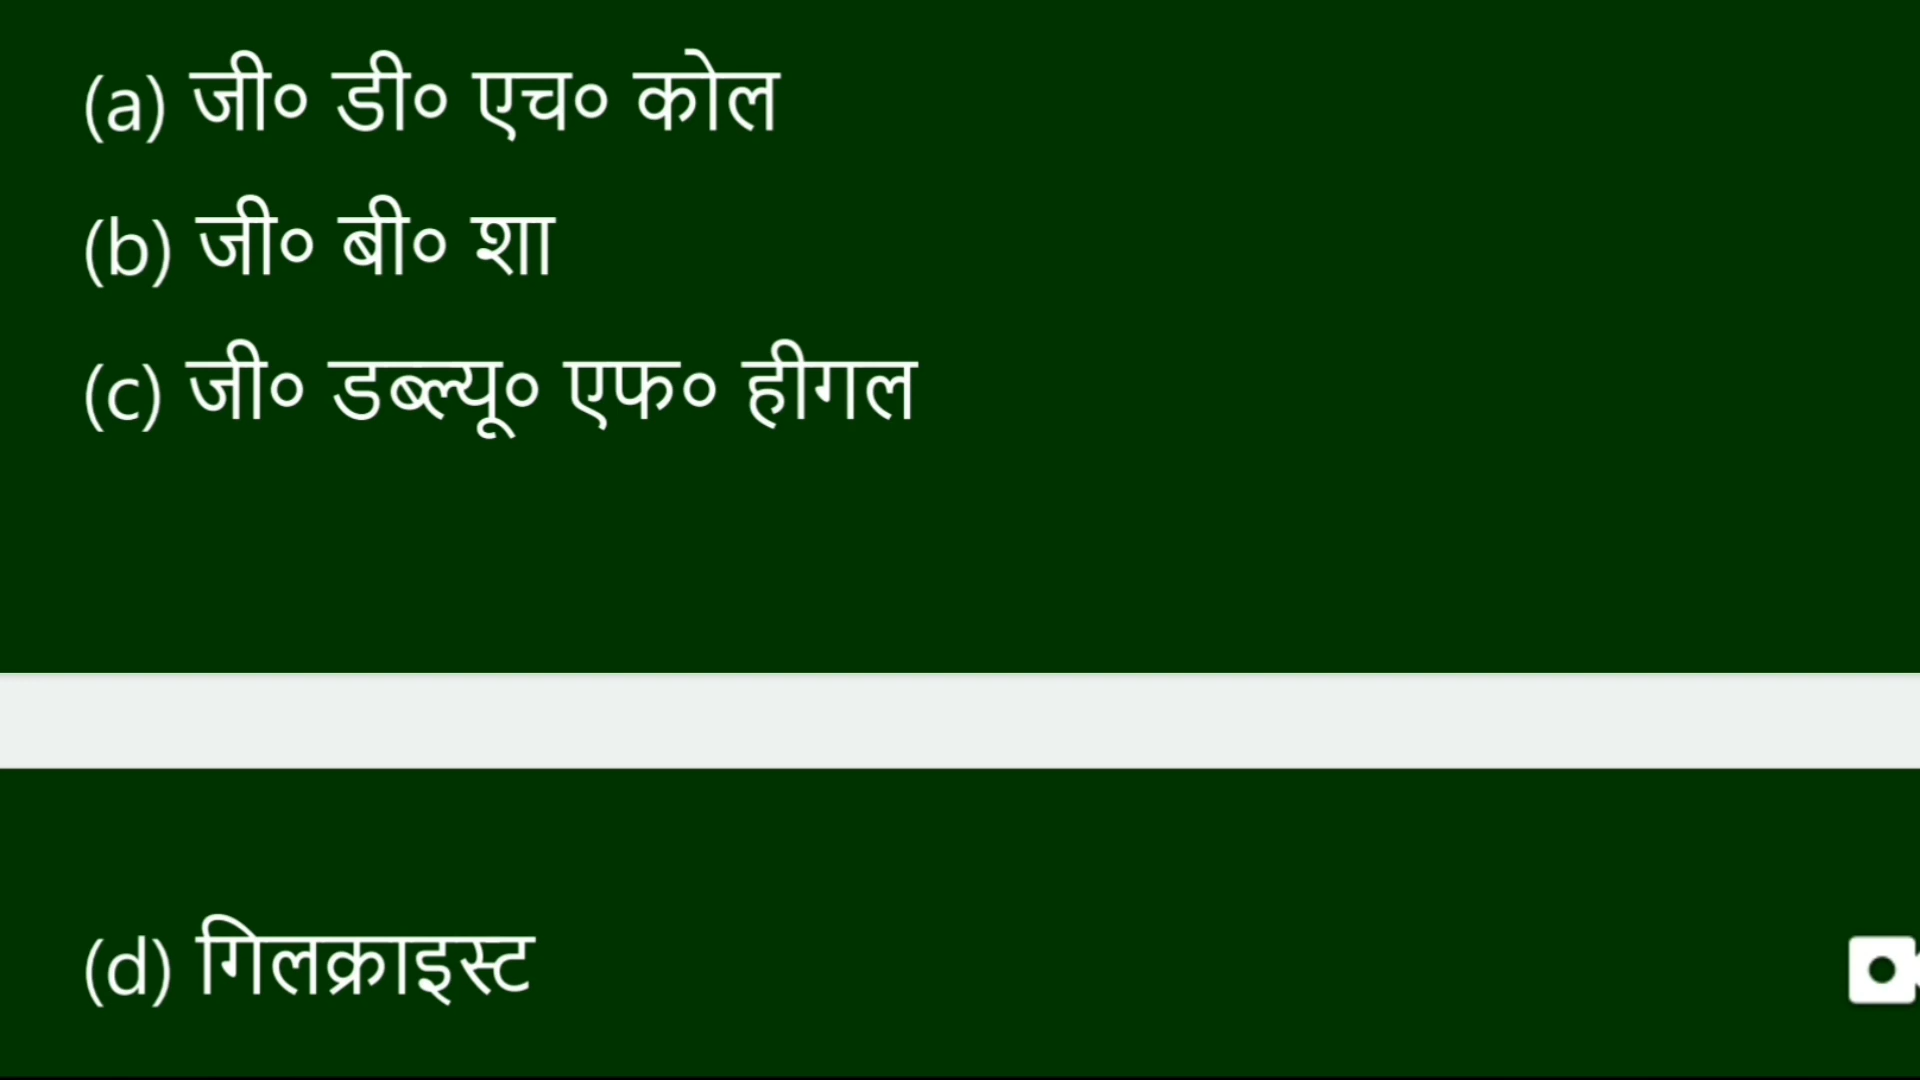 (a) जी० डी० एच० कोल
(b) जी० बी० शा
(c) जी० डब्ल्यू० एफ० हीगल
(d) गिलक्राइस्ट